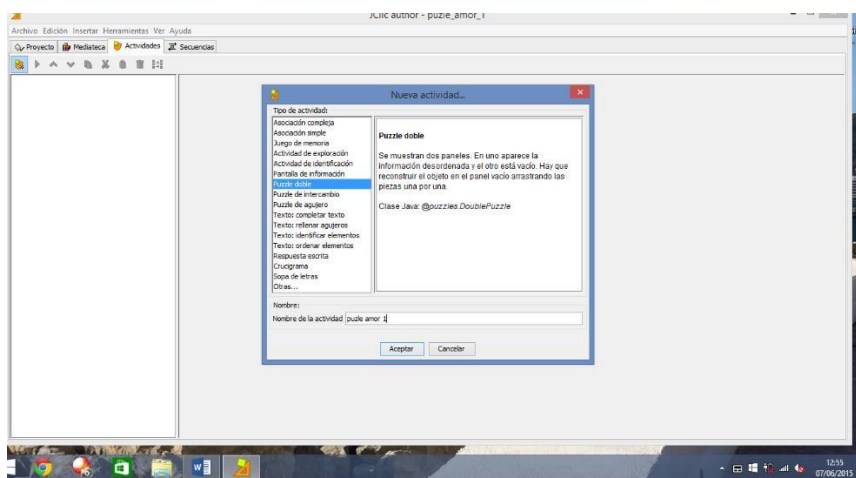 JClic author - puzle_amor_1
Archivo Edición Insertar Herramientas Ver Ayuda
Proyecto Mediateca Actividades Secuencias
Nueva actividad...
Tipo de actividad:
Asociación compleja
Asociación simple
Juego de memoria
Actividad de exploración
Actividad de identificación
Pantalla de información
Puzzle doble
Puzzle de intercambio
Puzzle de agujero
Texto: completar texto
Texto: rellenar agujeros
Texto: identificar elementos
Texto: ordenar elementos
Respuesta escrita
Crucigrama
Sopa de letras
Otras...
Puzzle doble
Se muestran dos paneles. En uno aparece la
información desordenada y el otro está vacío. Hay que
reconstruir el objeto en el panel vacío arrastrando las
piezas una por una.
Clase Java: @puzzles.DoublePuzzle
Nombre:
Nombre de la actividad puzle amor 1
Aceptar Cancelar
12:55
07/06/2015